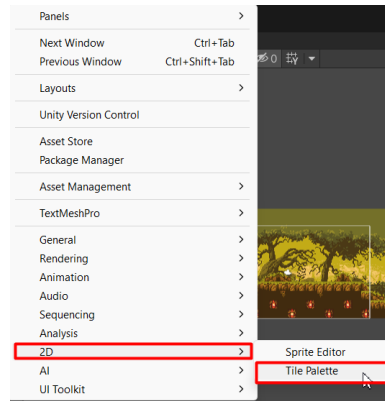 Panels
Next Window Ctrl+Tab
Previous Window Ctrl+Shift+Tab
0
Layouts
Unity Version Control
Asset Store
Package Manager
Asset Management
TextMeshPro
General
Rendering
Animation
Audio
Sequencing
Analysis
2D
Sprite Editor
AI
Tile Palette
UI Toolkit